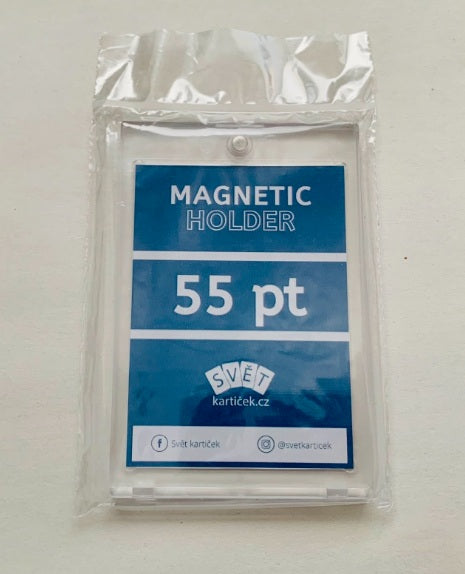 MAGNETIC
HOLDER
55 pt
SVĚT
kartiček.cz
Svět kartiček @svetkarticek